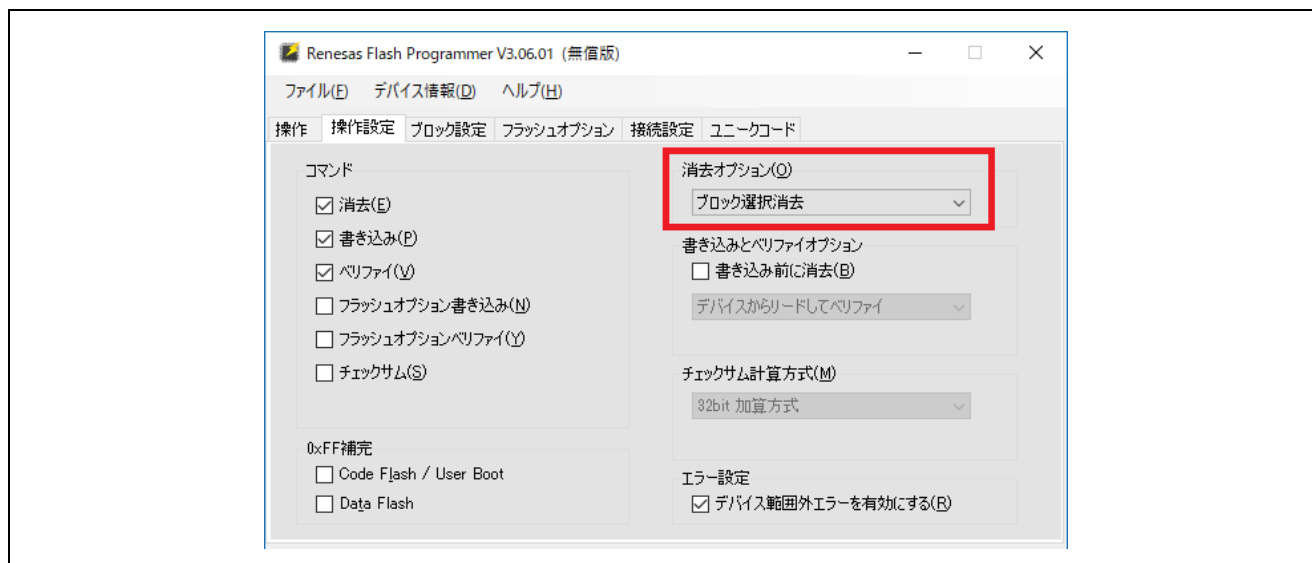 Renesas Flash Programmer V3.06.01 (無償版)
ファイル(F) デバイス情報(D) ヘルプ(H)
操作 操作設定 ブロック設定 フラッシュオプション 接続設定 ユニークコード
コマンド
消去(E)
書き込み(P)
ベリファイ(V)
フラッシュオプション書き込み(N)
フラッシュオプションベリファイ(Y)
チェックサム(S)
0xFF補完
Code Flash / User Boot
Data Flash
消去オプション(O)
ブロック選択消去
書き込みとベリファイオプション
書き込み前に消去(B)
デバイスからリードしてベリファイ
チェックサム計算方式(M)
32bit 加算方式
エラー設定
デバイス範囲外エラーを有効にする(R)